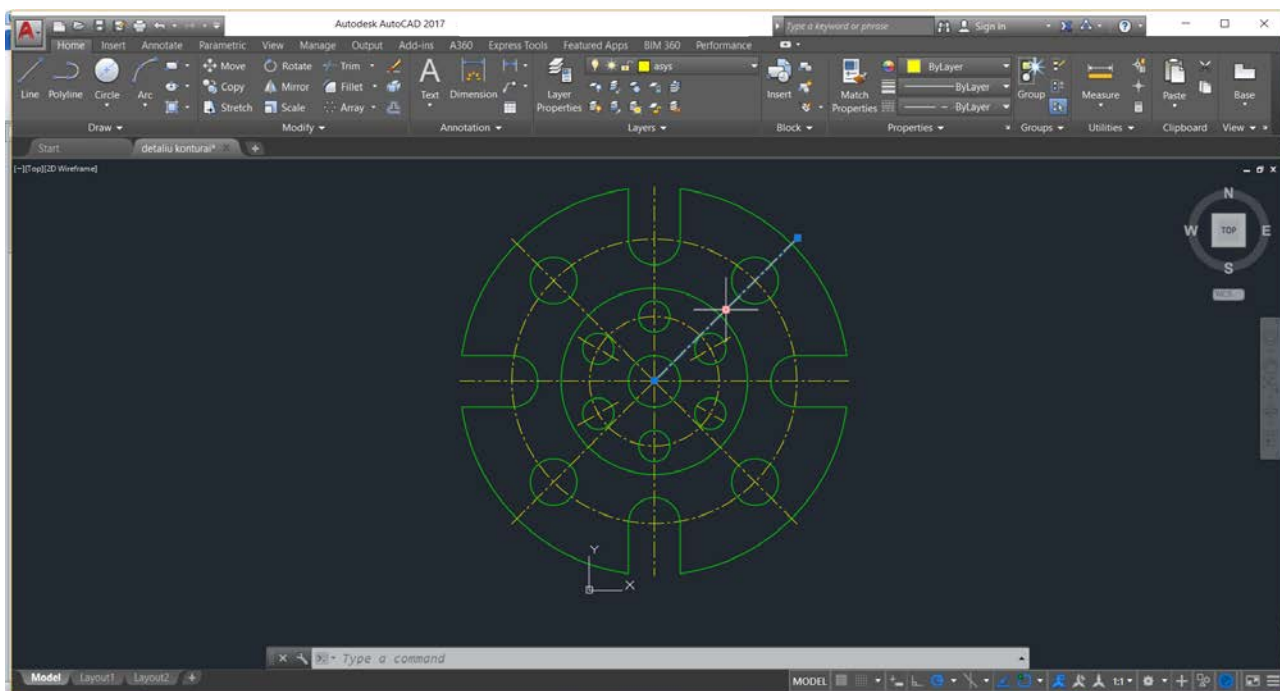 Autodesk AutoCAD 2017
Type a keyword or phrase
Sign In
Home Insert Annotate Parametric View Manage Output Add-ins A360 Express Tools Featured Apps BIM 360 Performance
Line Polyline Circle Arc
Move Rotate Trim
Copy Mirror Fillet
Stretch Scale Array
Text Dimension
Layer Properties
asys
Insert
Match Properties
ByLayer
ByLayer
ByLayer
Group
Measure
Paste
Base
Draw Modify Annotation Layers Block Properties Groups Utilities Clipboard View
Start detaliu konturai*
[-][Top][2D Wireframe]
N
W TOP E
S
WCS
Y
X
Type a command
Model Layout1 Layout2
MODEL 1:1